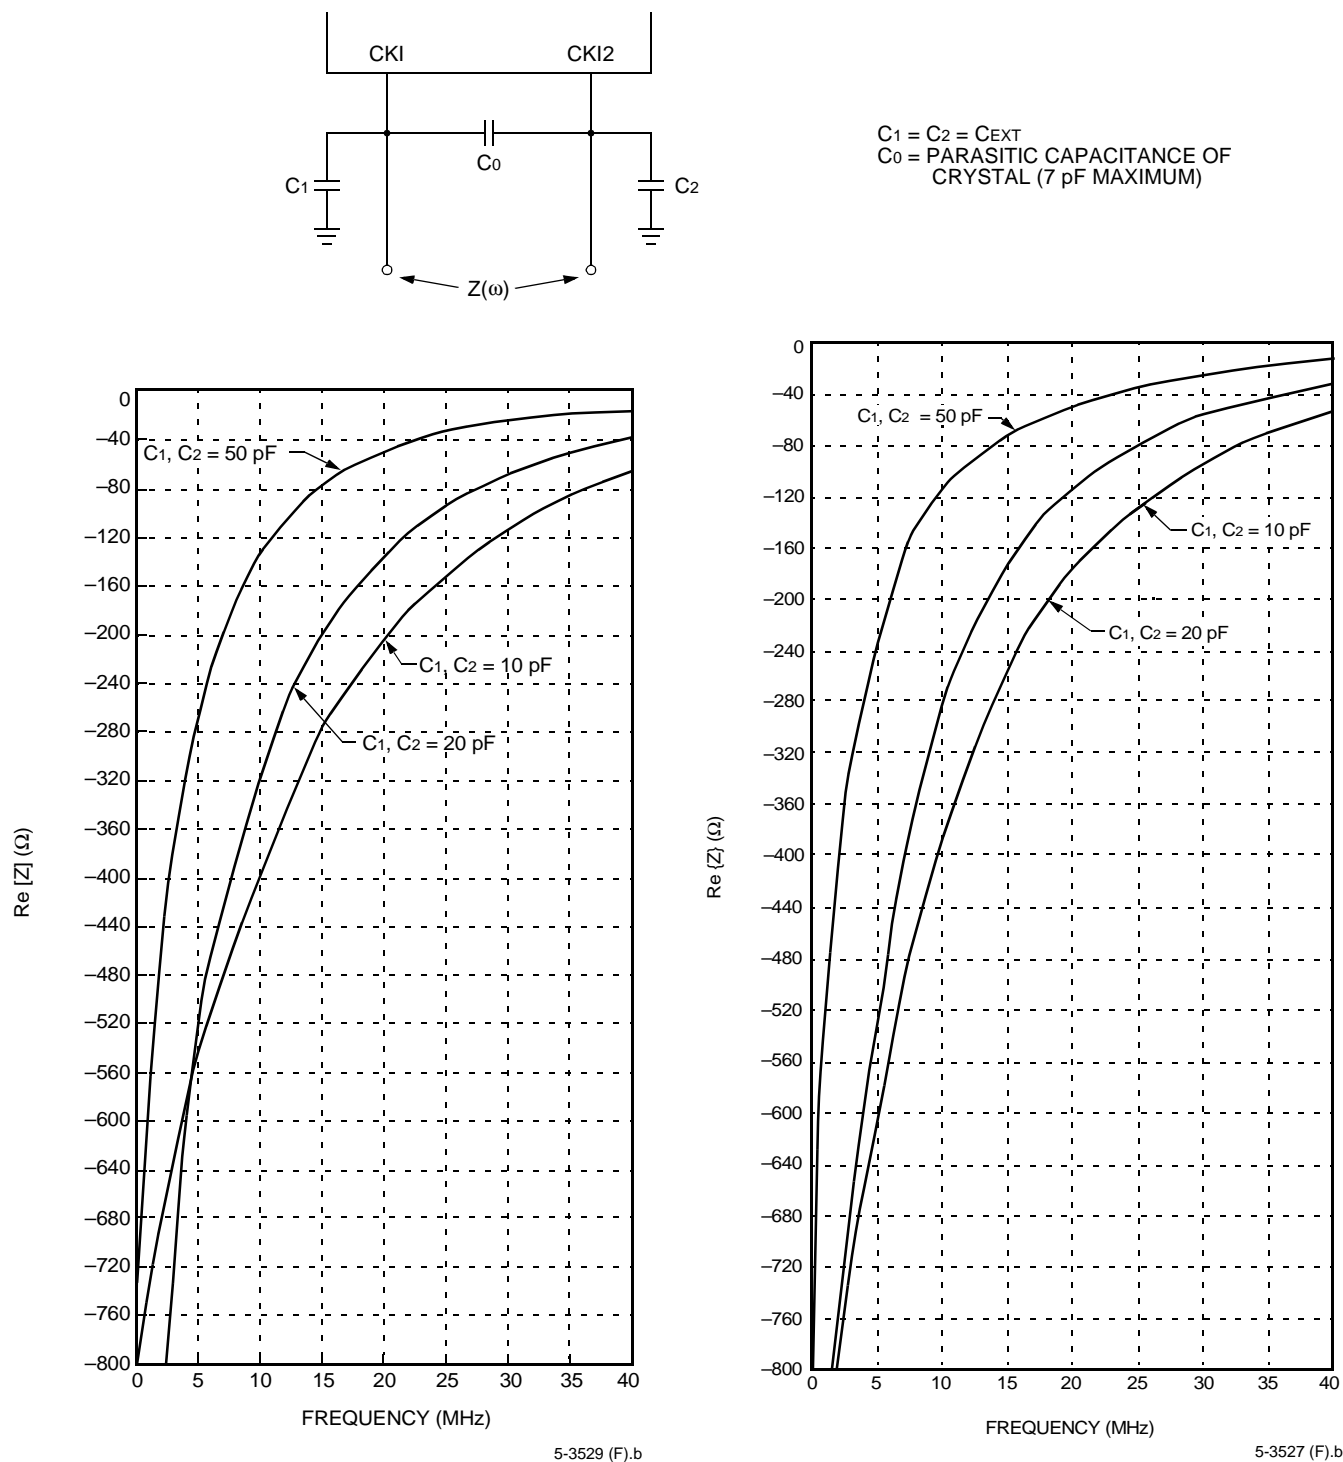 CKI
CKI2
C0
C1
C2
Z(ω)
C1 = C2 = CEXT
C0 = PARASITIC CAPACITANCE OF
CRYSTAL (7 pF MAXIMUM)
0
–40
–80
–120
–160
–200
–240
–280
–320
–360
–400
–440
–480
–520
–560
–600
–640
–680
–720
–760
–800
Re [Z] (Ω)
C1, C2 = 50 pF
C1, C2 = 10 pF
C1, C2 = 20 pF
0 5 10 15 20 25 30 35 40
FREQUENCY (MHz)
5-3529 (F).b
0
–40
–80
–120
–160
–200
–240
–280
–320
–360
–400
–440
–480
–520
–560
–600
–640
–680
–720
–760
–800
Re {Z} (Ω)
C1, C2 = 50 pF
C1, C2 = 10 pF
C1, C2 = 20 pF
0 5 10 15 20 25 30 35 40
FREQUENCY (MHz)
5-3527 (F).b